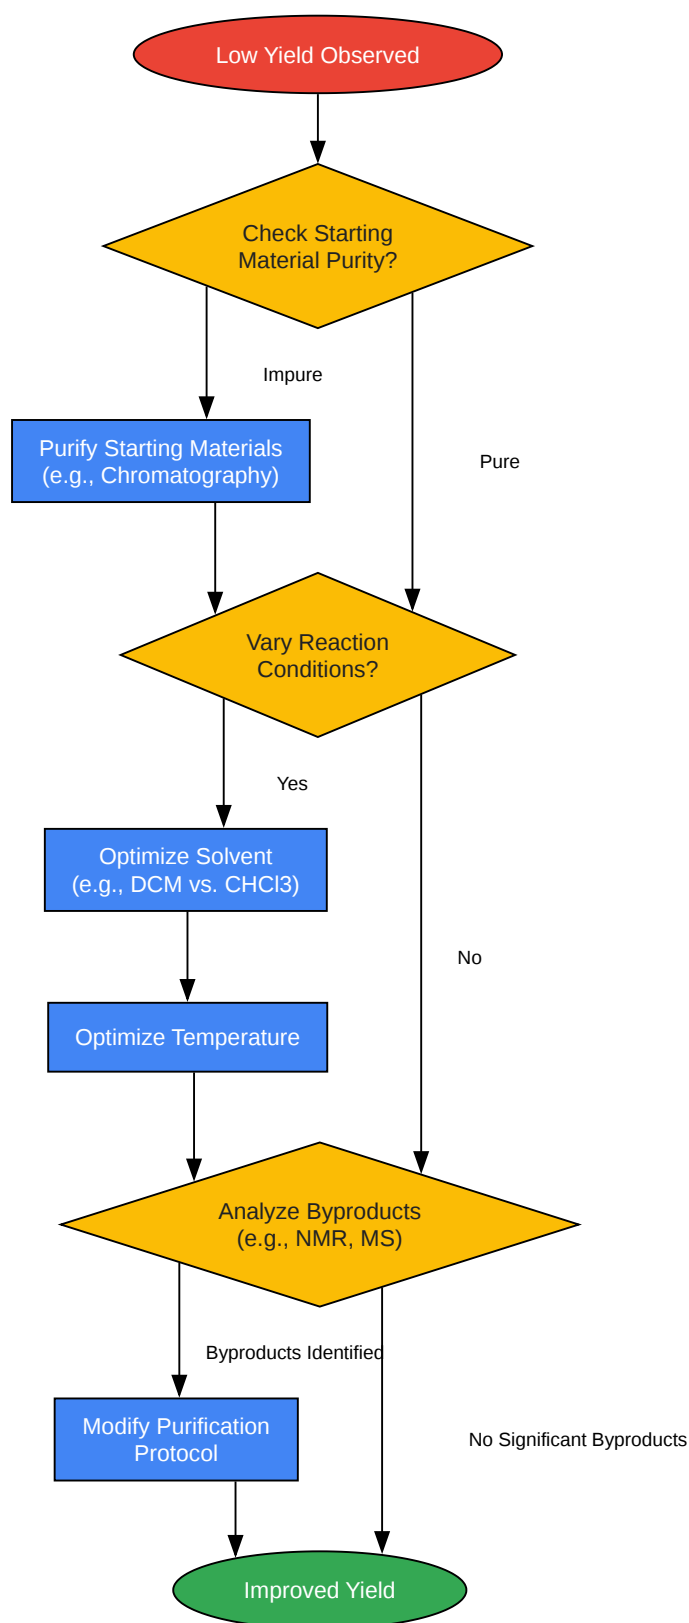 Low Yield Observed
Check Starting
Material Purity?
Impure
Purify Starting Materials
(e.g., Chromatography)
Pure
Vary Reaction
Conditions?
Yes
Optimize Solvent
(e.g., DCM vs. CHCl3)
No
Optimize Temperature
Analyze Byproducts
(e.g., NMR, MS)
Byproducts Identified
Modify Purification
Protocol
No Significant Byproducts
Improved Yield